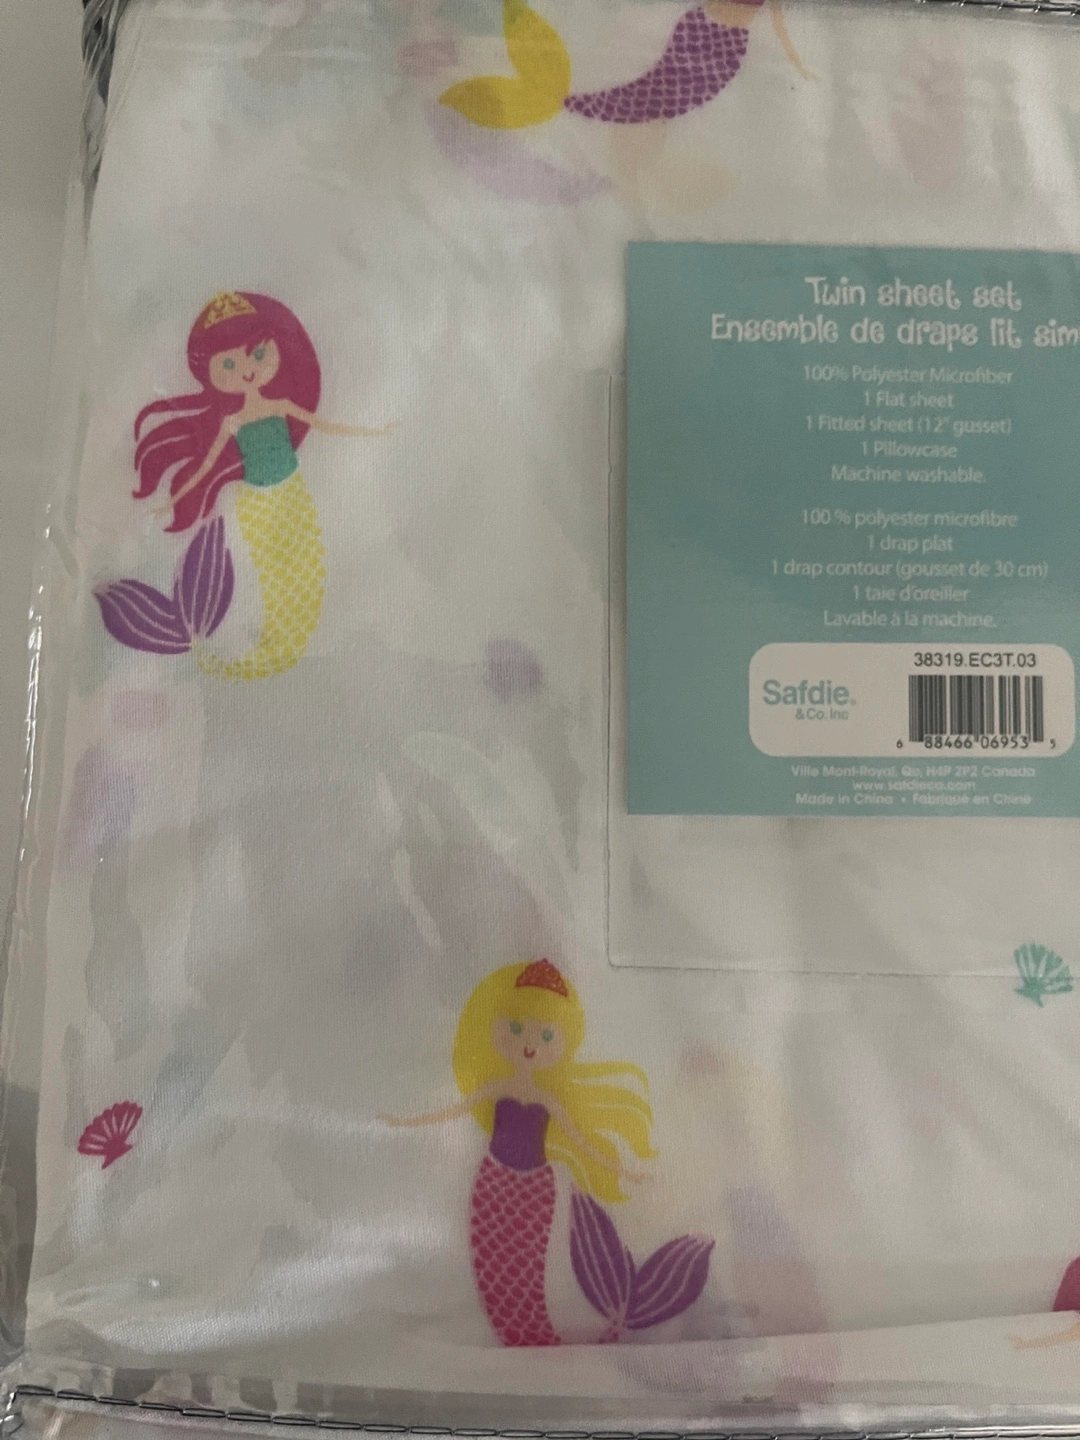 Twin sheet set
Ensemble de draps lit sim
100% Polyester Microfiber
1 Flat sheet
1 Fitted sheet (12" gusset)
1 Pillowcase
Machine washable.
100 % polyester microfibre
1 drap plat
1 drap contour (gousset de 30 cm)
1 taie d'oreiller
Lavable à la machine.
38319.EC3T.03
Safdie®
& Co. Inc
6 88466 06953 5
Ville Mont-Royal, Qc, H4P 2P2 Canada
www.safdieco.com
Made in China • Fabriqué en Chine